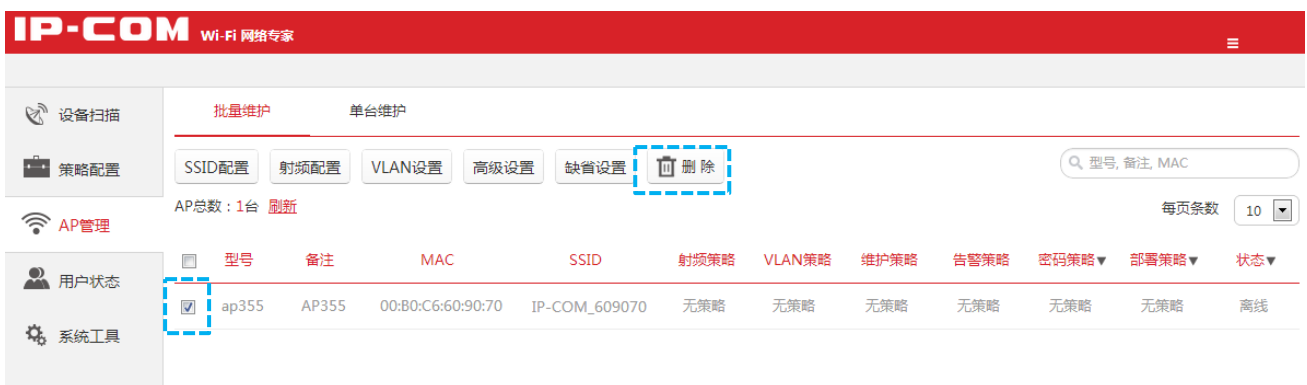 IP-COM Wi-Fi 网络专家
设备扫描
策略配置
AP管理
用户状态
系统工具
批量维护 单台维护
SSID配置 射频配置 VLAN设置 高级设置 缺省设置 删 除 型号, 备注, MAC
AP总数：1台 刷新 每页条数 10
型号 备注 MAC SSID 射频策略 VLAN策略 维护策略 告警策略 密码策略▼ 部署策略▼ 状态▼
ap355 AP355 00:B0:C6:60:90:70 IP-COM_609070 无策略 无策略 无策略 无策略 无策略 无策略 离线